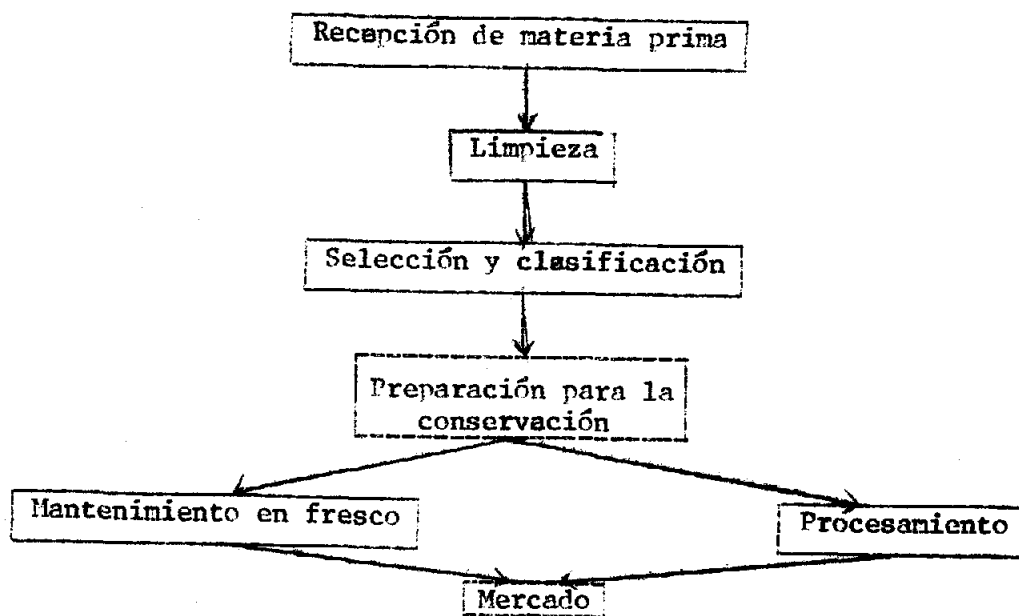 Recepción de materia prima
Limpieza
Selección y clasificación
Preparación para la
conservación
Mantenimiento en fresco
Procesamiento
Mercado